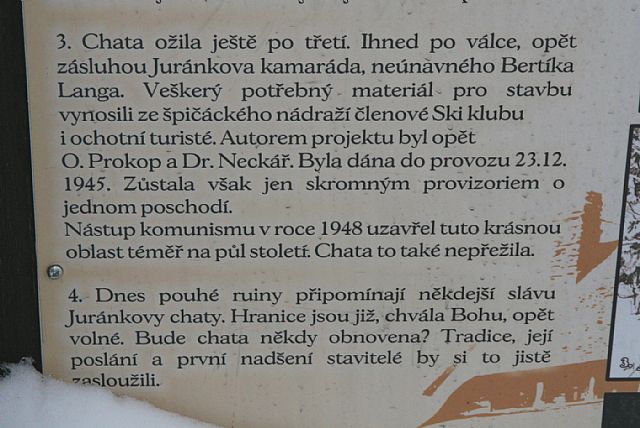 3. Chata ožila ještě po třetí. Ihned po válce, opět
zásluhou Juránkova kamaráda, neúnavného Bertíka
Langa. Veškerý potřebný materiál pro stavbu
vynosili ze špičáckého nádraží členové Ski klubu
i ochotní turisté. Autorem projektu byl opět
O. Prokop a Dr. Neckář. Byla dána do provozu 23.12.
1945. Zůstala však jen skromným provizoriem o
jednom poschodí.
Nástup komunismu v roce 1948 uzavřel tuto krásnou
oblast téměř na půl století. Chata to také nepřežila.
4. Dnes pouhé ruiny připomínají někdejší slávu
Juránkovy chaty. Hranice jsou již, chvála Bohu, opět
volné. Bude chata někdy obnovena? Tradice, její
poslání a první nadšení stavitelé by si to jistě
zasloužili.